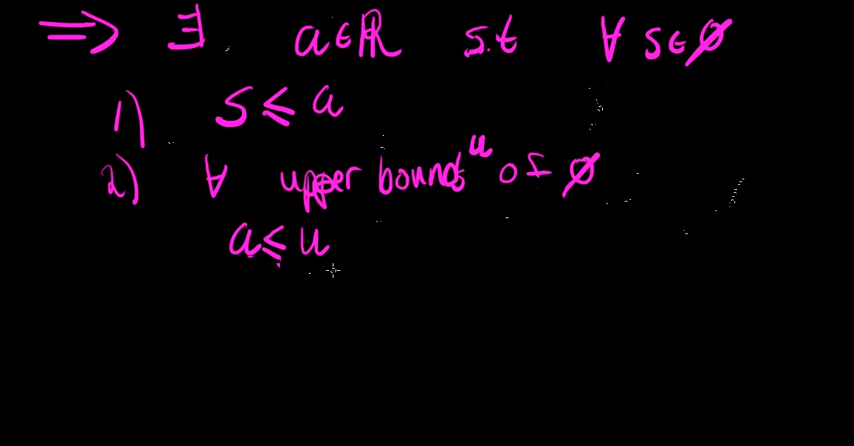 ⇒ ∃ a ∈ ℝ s.t ∀ s ∈ ∅
1) s ≤ a
2) ∀ upper bounds u of ∅
a ≤ u